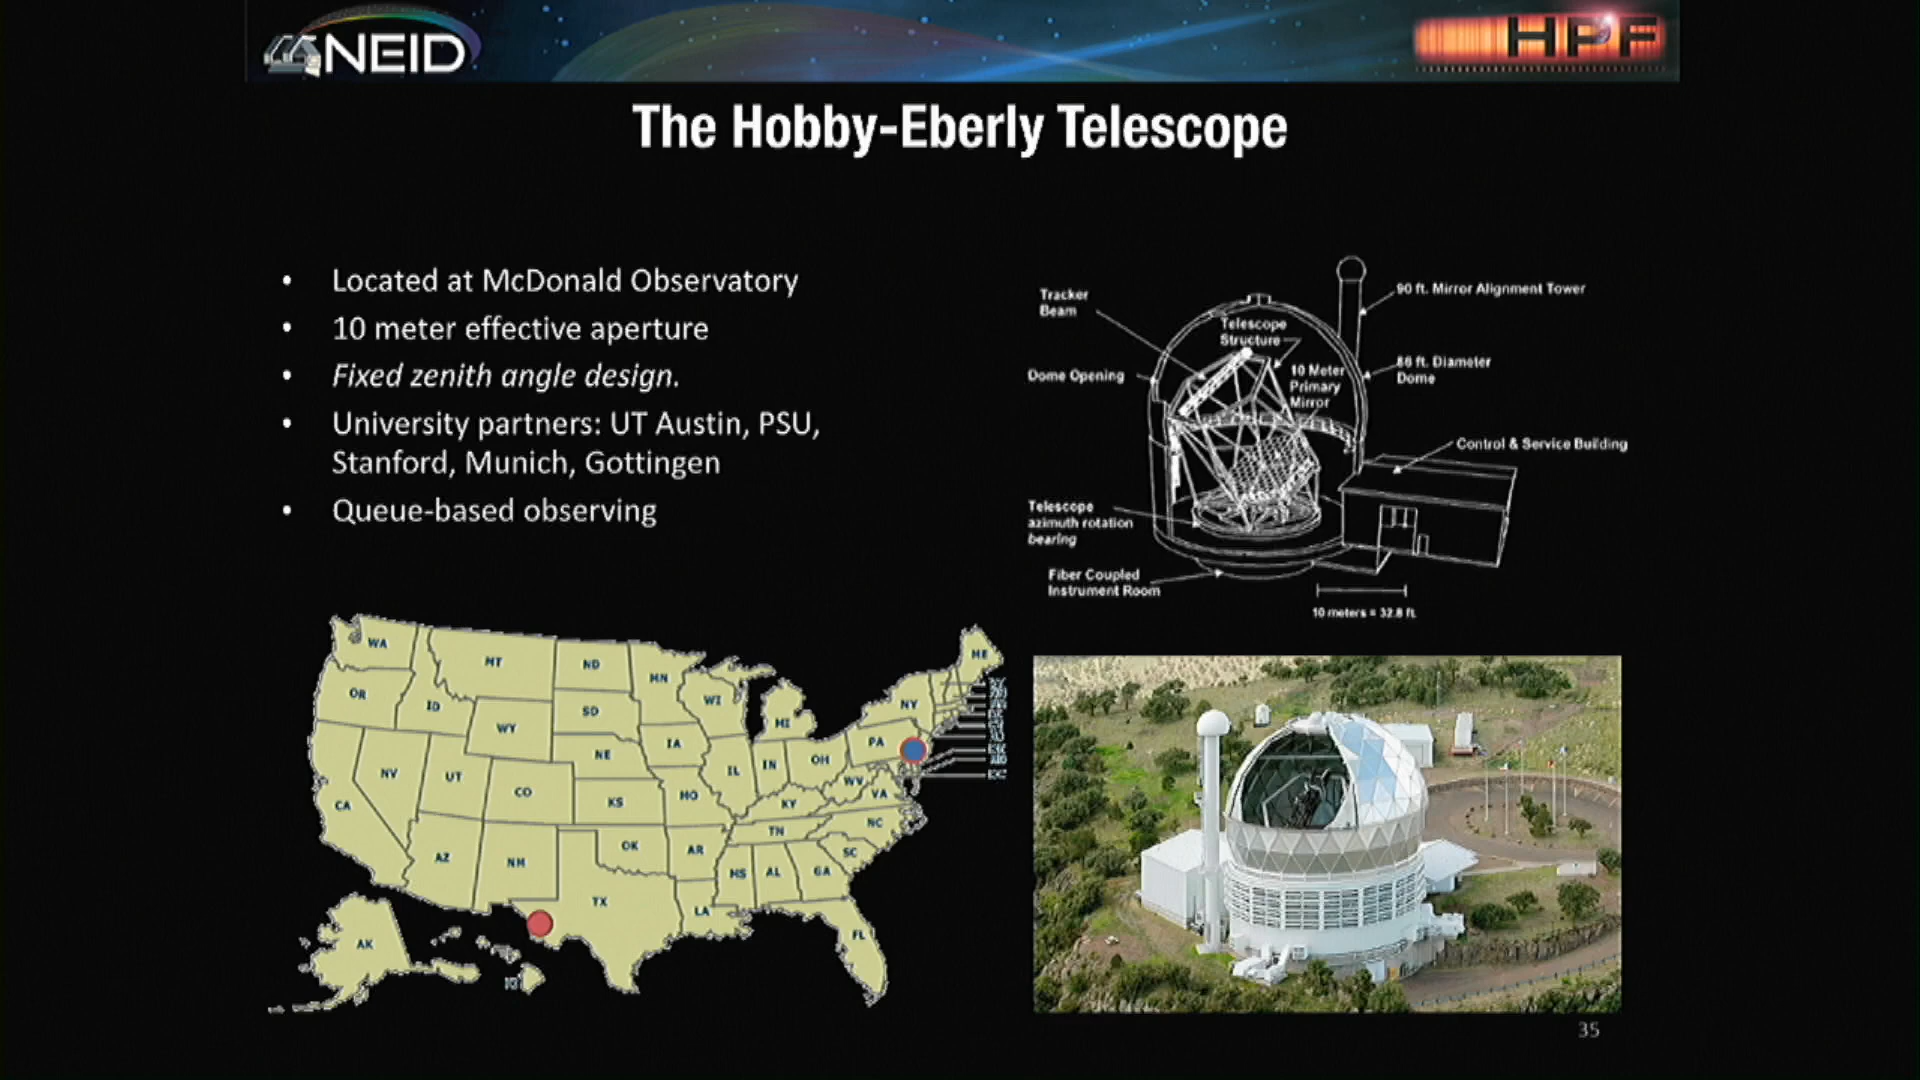 NEID
HPF
The Hobby-Eberly Telescope
• Located at McDonald Observatory
• 10 meter effective aperture
• Fixed zenith angle design.
• University partners: UT Austin, PSU,
Stanford, Munich, Gottingen
• Queue-based observing
Tracker
Beam
Telescope
Structure
90 ft. Mirror Alignment Tower
Dome Opening
10 Meter
Primary
Mirror
86 ft. Diameter
Dome
Control & Service Building
Telescope
azimuth rotation
bearing
Fiber Coupled
Instrument Room
10 meters = 32.8 ft.
WA
MT
ND
MN
ME
OR
ID
WY
SD
WI
MI
NY
NV
UT
CO
NE
IA
IL
IN
OH
PA
CA
KS
MO
KY
WV
VA
AZ
NM
OK
AR
TN
NC
MS
AL
GA
SC
TX
LA
FL
AK
35